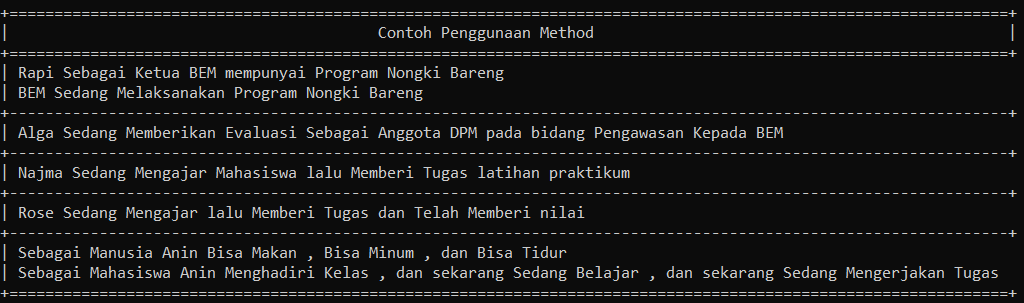 Contoh Penggunaan Method
Rapi Sebagai Ketua BEM mempunyai Program Nongki Bareng
BEM Sedang Melaksanakan Program Nongki Bareng
Alga Sedang Memberikan Evaluasi Sebagai Anggota DPM pada bidang Pengawasan Kepada BEM
Najma Sedang Mengajar Mahasiswa lalu Memberi Tugas latihan praktikum
Rose Sedang Mengajar lalu Memberi Tugas dan Telah Memberi nilai
Sebagai Manusia Anin Bisa Makan , Bisa Minum , dan Bisa Tidur
Sebagai Mahasiswa Anin Menghadiri Kelas , dan sekarang Sedang Belajar , dan sekarang Sedang Mengerjakan Tugas